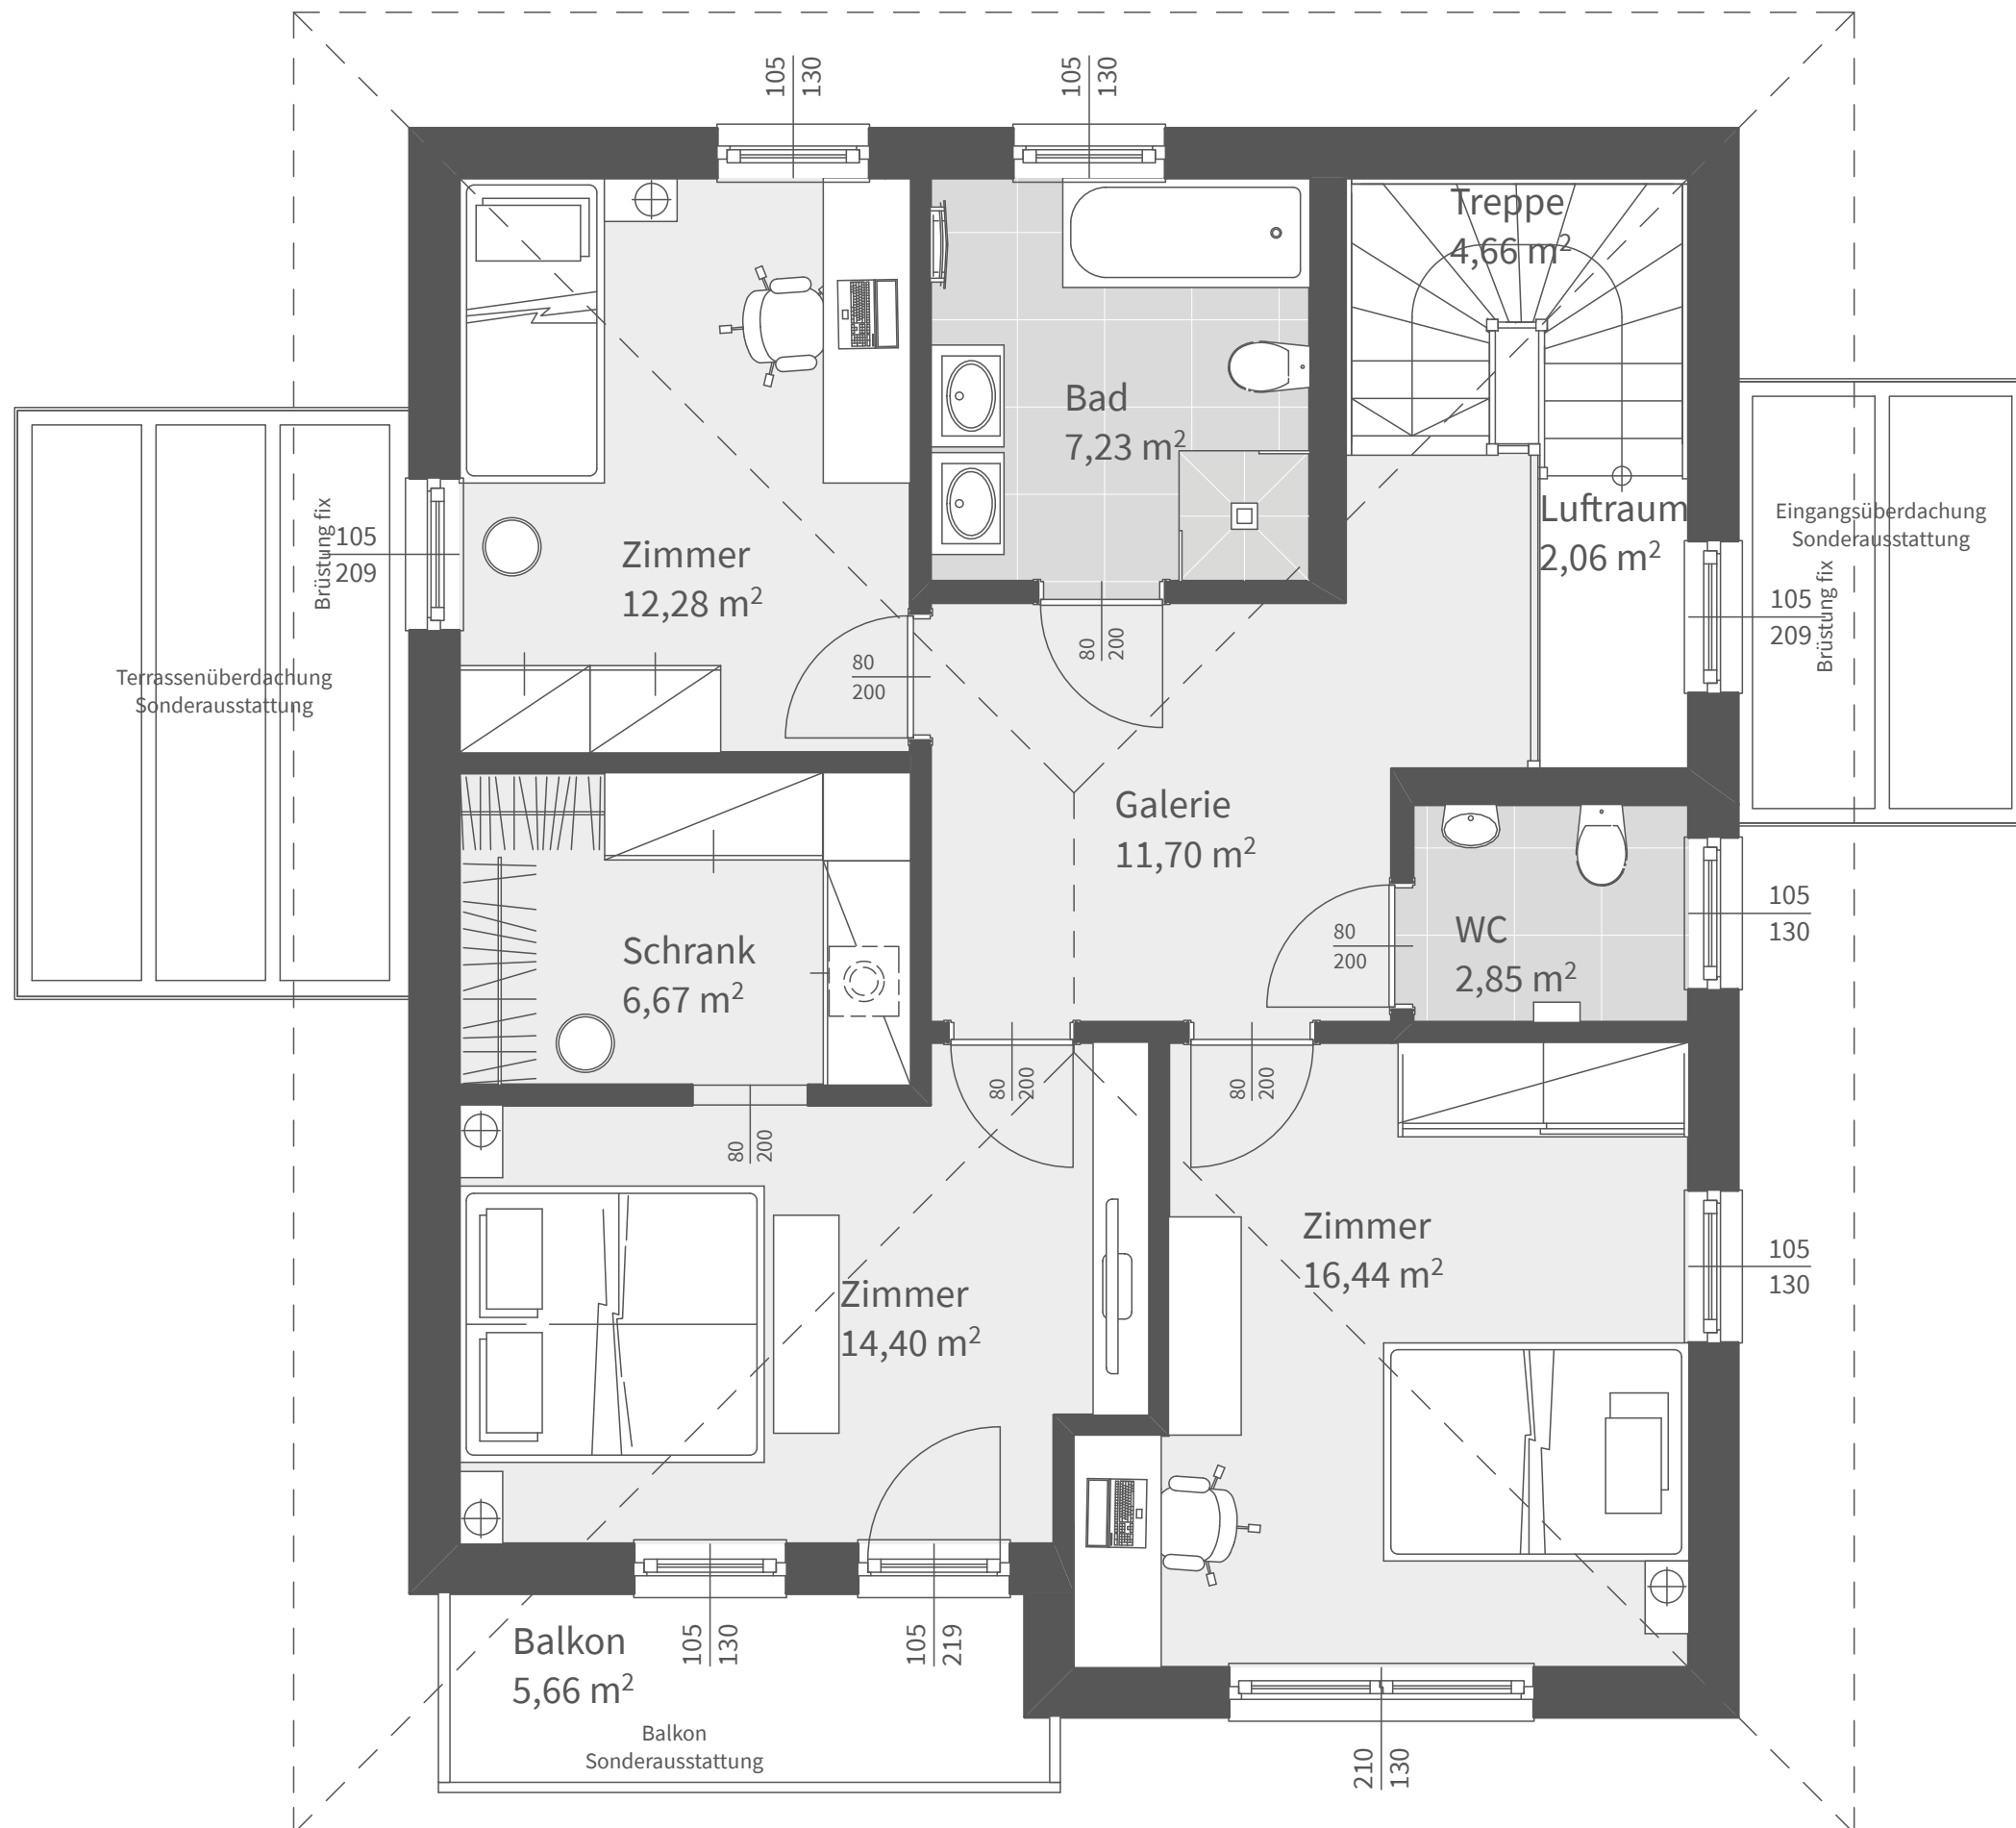 105
130
105
130
Treppe
4,66 m²
Bad
7,23 m²
Luftraum
2,06 m²
Eingangsüberdachung
Sonderausstattung
Brüstung fix
105
209
Zimmer
12,28 m²
Brüstung fix
105
209
Terrassenüberdachung
Sonderausstattung
80
200
80
200
Galerie
11,70 m²
WC
2,85 m²
105
130
80
200
Schrank
6,67 m²
80
200
80
200
80
200
Zimmer
16,44 m²
105
130
Zimmer
14,40 m²
Balkon
5,66 m²
105
130
105
219
Balkon
Sonderausstattung
210
130